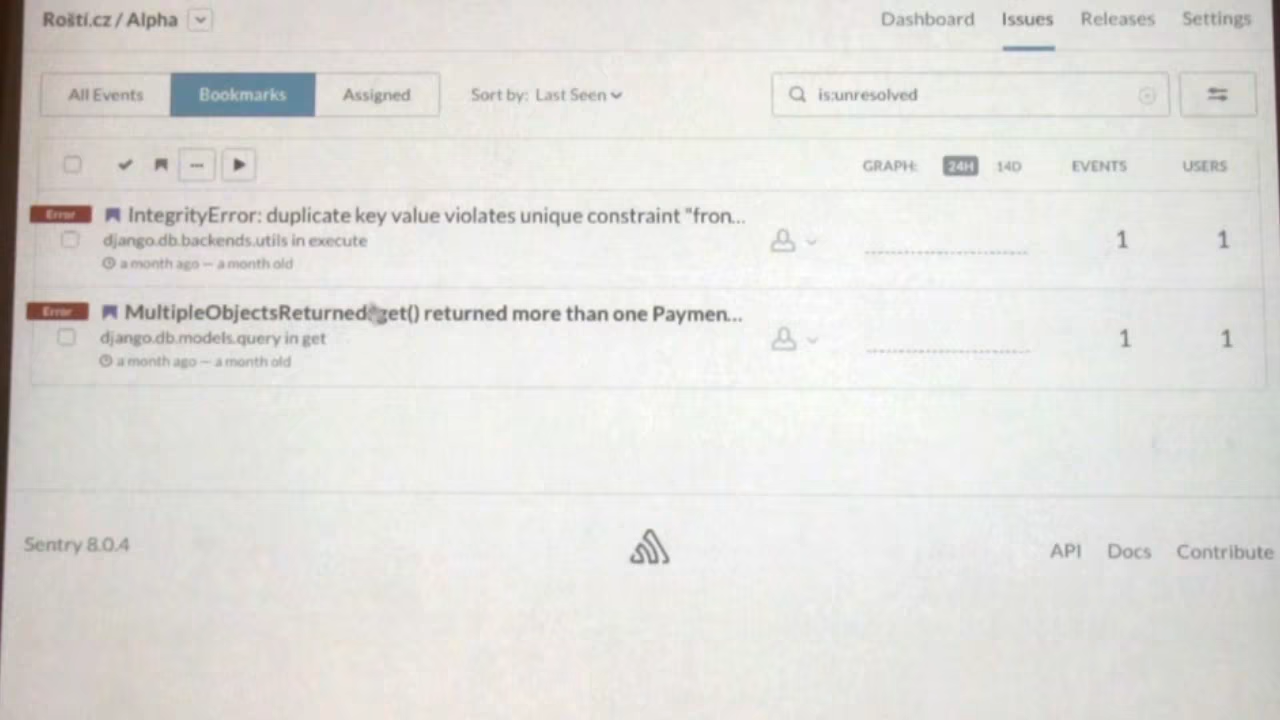 Roští.cz / Alpha
Dashboard Issues Releases Settings
All Events Bookmarks Assigned Sort by: Last Seen is:unresolved
GRAPH: 24H 14D EVENTS USERS
Error IntegrityError: duplicate key value violates unique constraint "fron...
django.db.backends.utils in execute 1 1
a month ago — a month old
Error MultipleObjectsReturned: get() returned more than one Paymen...
django.db.models.query in get 1 1
a month ago — a month old
Sentry 8.0.4 API Docs Contribute